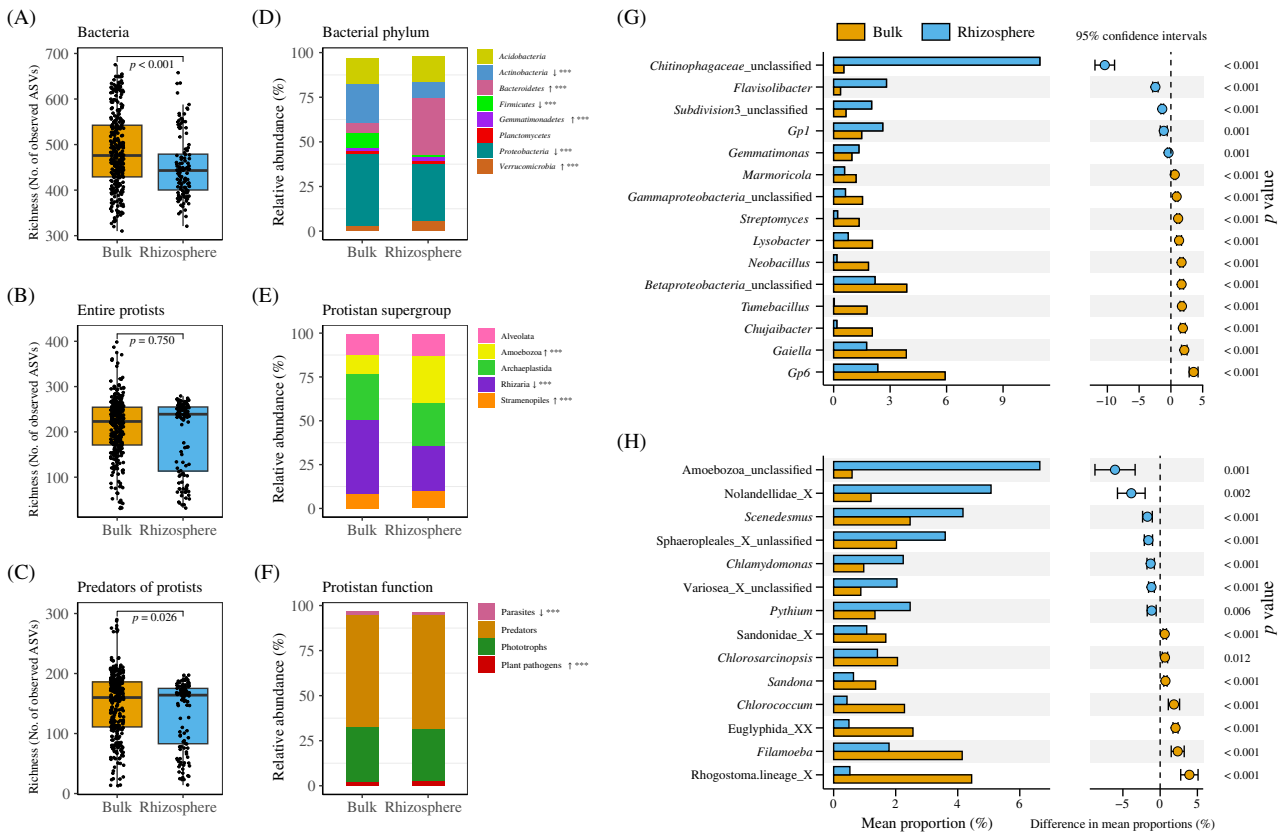 (A)
Bacteria
Richness (No. of observed ASVs)
700
600
500
400
300
p < 0.001
Bulk
Rhizosphere
(B)
Entire protists
Richness (No. of observed ASVs)
400
300
200
100
p = 0.750
Bulk
Rhizosphere
(C)
Predators of protists
Richness (No. of observed ASVs)
300
200
100
0
p = 0.026
Bulk
Rhizosphere
(D)
Bacterial phylum
Relative abundance (%)
100
75
50
25
0
Bulk
Rhizosphere
Acidobacteria
Actinobacteria ↓ ***
Bacteroidetes ↑ ***
Firmicutes ↓ ***
Gemmatimonadetes ↑ ***
Planctomycetes
Proteobacteria ↓ ***
Verrucomicrobia ↑ ***
(E)
Protistan supergroup
Relative abundance (%)
100
75
50
25
0
Bulk
Rhizosphere
Alveolata
Amoebozoa ↑ ***
Archaeplastida
Rhizaria ↓ ***
Stramenopiles ↑ ***
(F)
Protistan function
Relative abundance (%)
100
75
50
25
0
Bulk
Rhizosphere
Parasites ↓ ***
Predators
Phototrophs
Plant pathogens ↑ ***
(G)
Bulk
Rhizosphere
95% confidence intervals
Chitinophagaceae_unclassified
< 0.001
Flavisolibacter
< 0.001
Subdivision3_unclassified
< 0.001
Gp1
0.001
Gemmatimonas
0.001
Marmoricola
< 0.001
Gammaproteobacteria_unclassified
< 0.001
Streptomyces
< 0.001
Lysobacter
< 0.001
Neobacillus
< 0.001
Betaproteobacteria_unclassified
< 0.001
Tumebacillus
< 0.001
Chujaibacter
< 0.001
Gaiella
< 0.001
Gp6
< 0.001
p value
0 3 6 9
−10 −5 0 5
(H)
Amoebozoa_unclassified
0.001
Nolandellidae_X
0.002
Scenedesmus
< 0.001
Sphaeropleales_X_unlassified
< 0.001
Chlamydomonas
< 0.001
Variosea_X_unclassified
< 0.001
Pythium
0.006
Sandonidae_X
< 0.001
Chlorosarcinopsis
0.012
Sandona
< 0.001
Chlorococcum
< 0.001
Euglyphida_XX
< 0.001
Filamoeba
< 0.001
Rhogostoma.lineage_X
< 0.001
p value
0 2 4 6
−5 0 5
Mean proportion (%)
Difference in mean proportions (%)